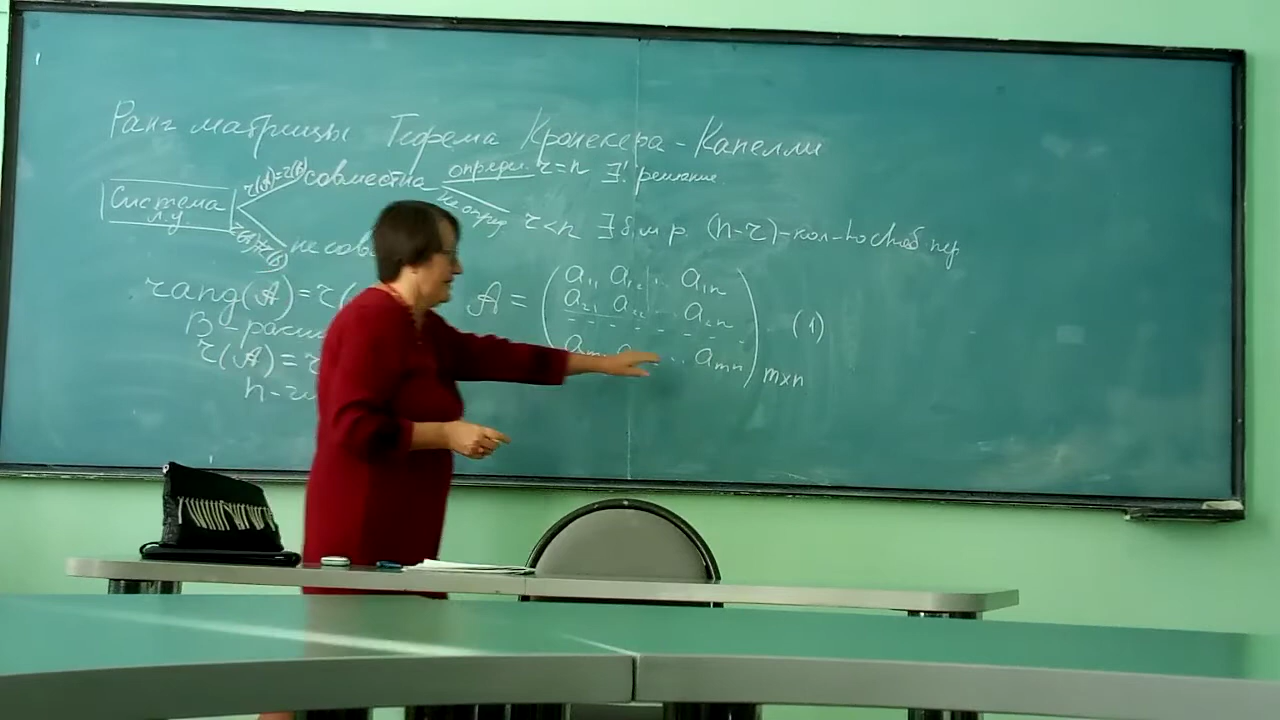 Ранг матрицы Теорема Кронекера - Капелли
r(A)=r(B) совместна определ. r=n ∃! решение
Система л.у.
не опред r<n ∃ б.м.р. (n-r)-кол-во своб. пер
r(A)≠r(B) не совм
rang(A)=r( A = ( a₁₁ a₁₂ ... a₁ₙ
B - расш a₂₁ a₂₂ ... a₂ₙ (1)
r(A)= aₘ₁ ... aₘₙ ) m×n
n-